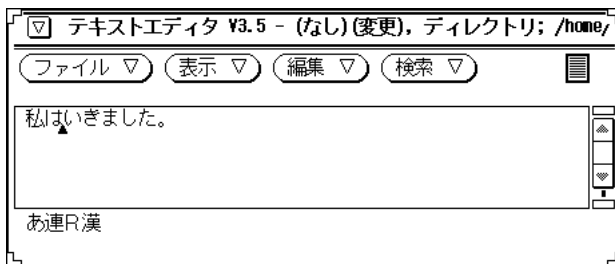 テキストエディタ V3.5 - (なし)(変更), ディレクトリ; /home/
ファイル ▽ 表示 ▽ 編集 ▽ 検索 ▽
私はいきました。
あ連R漢